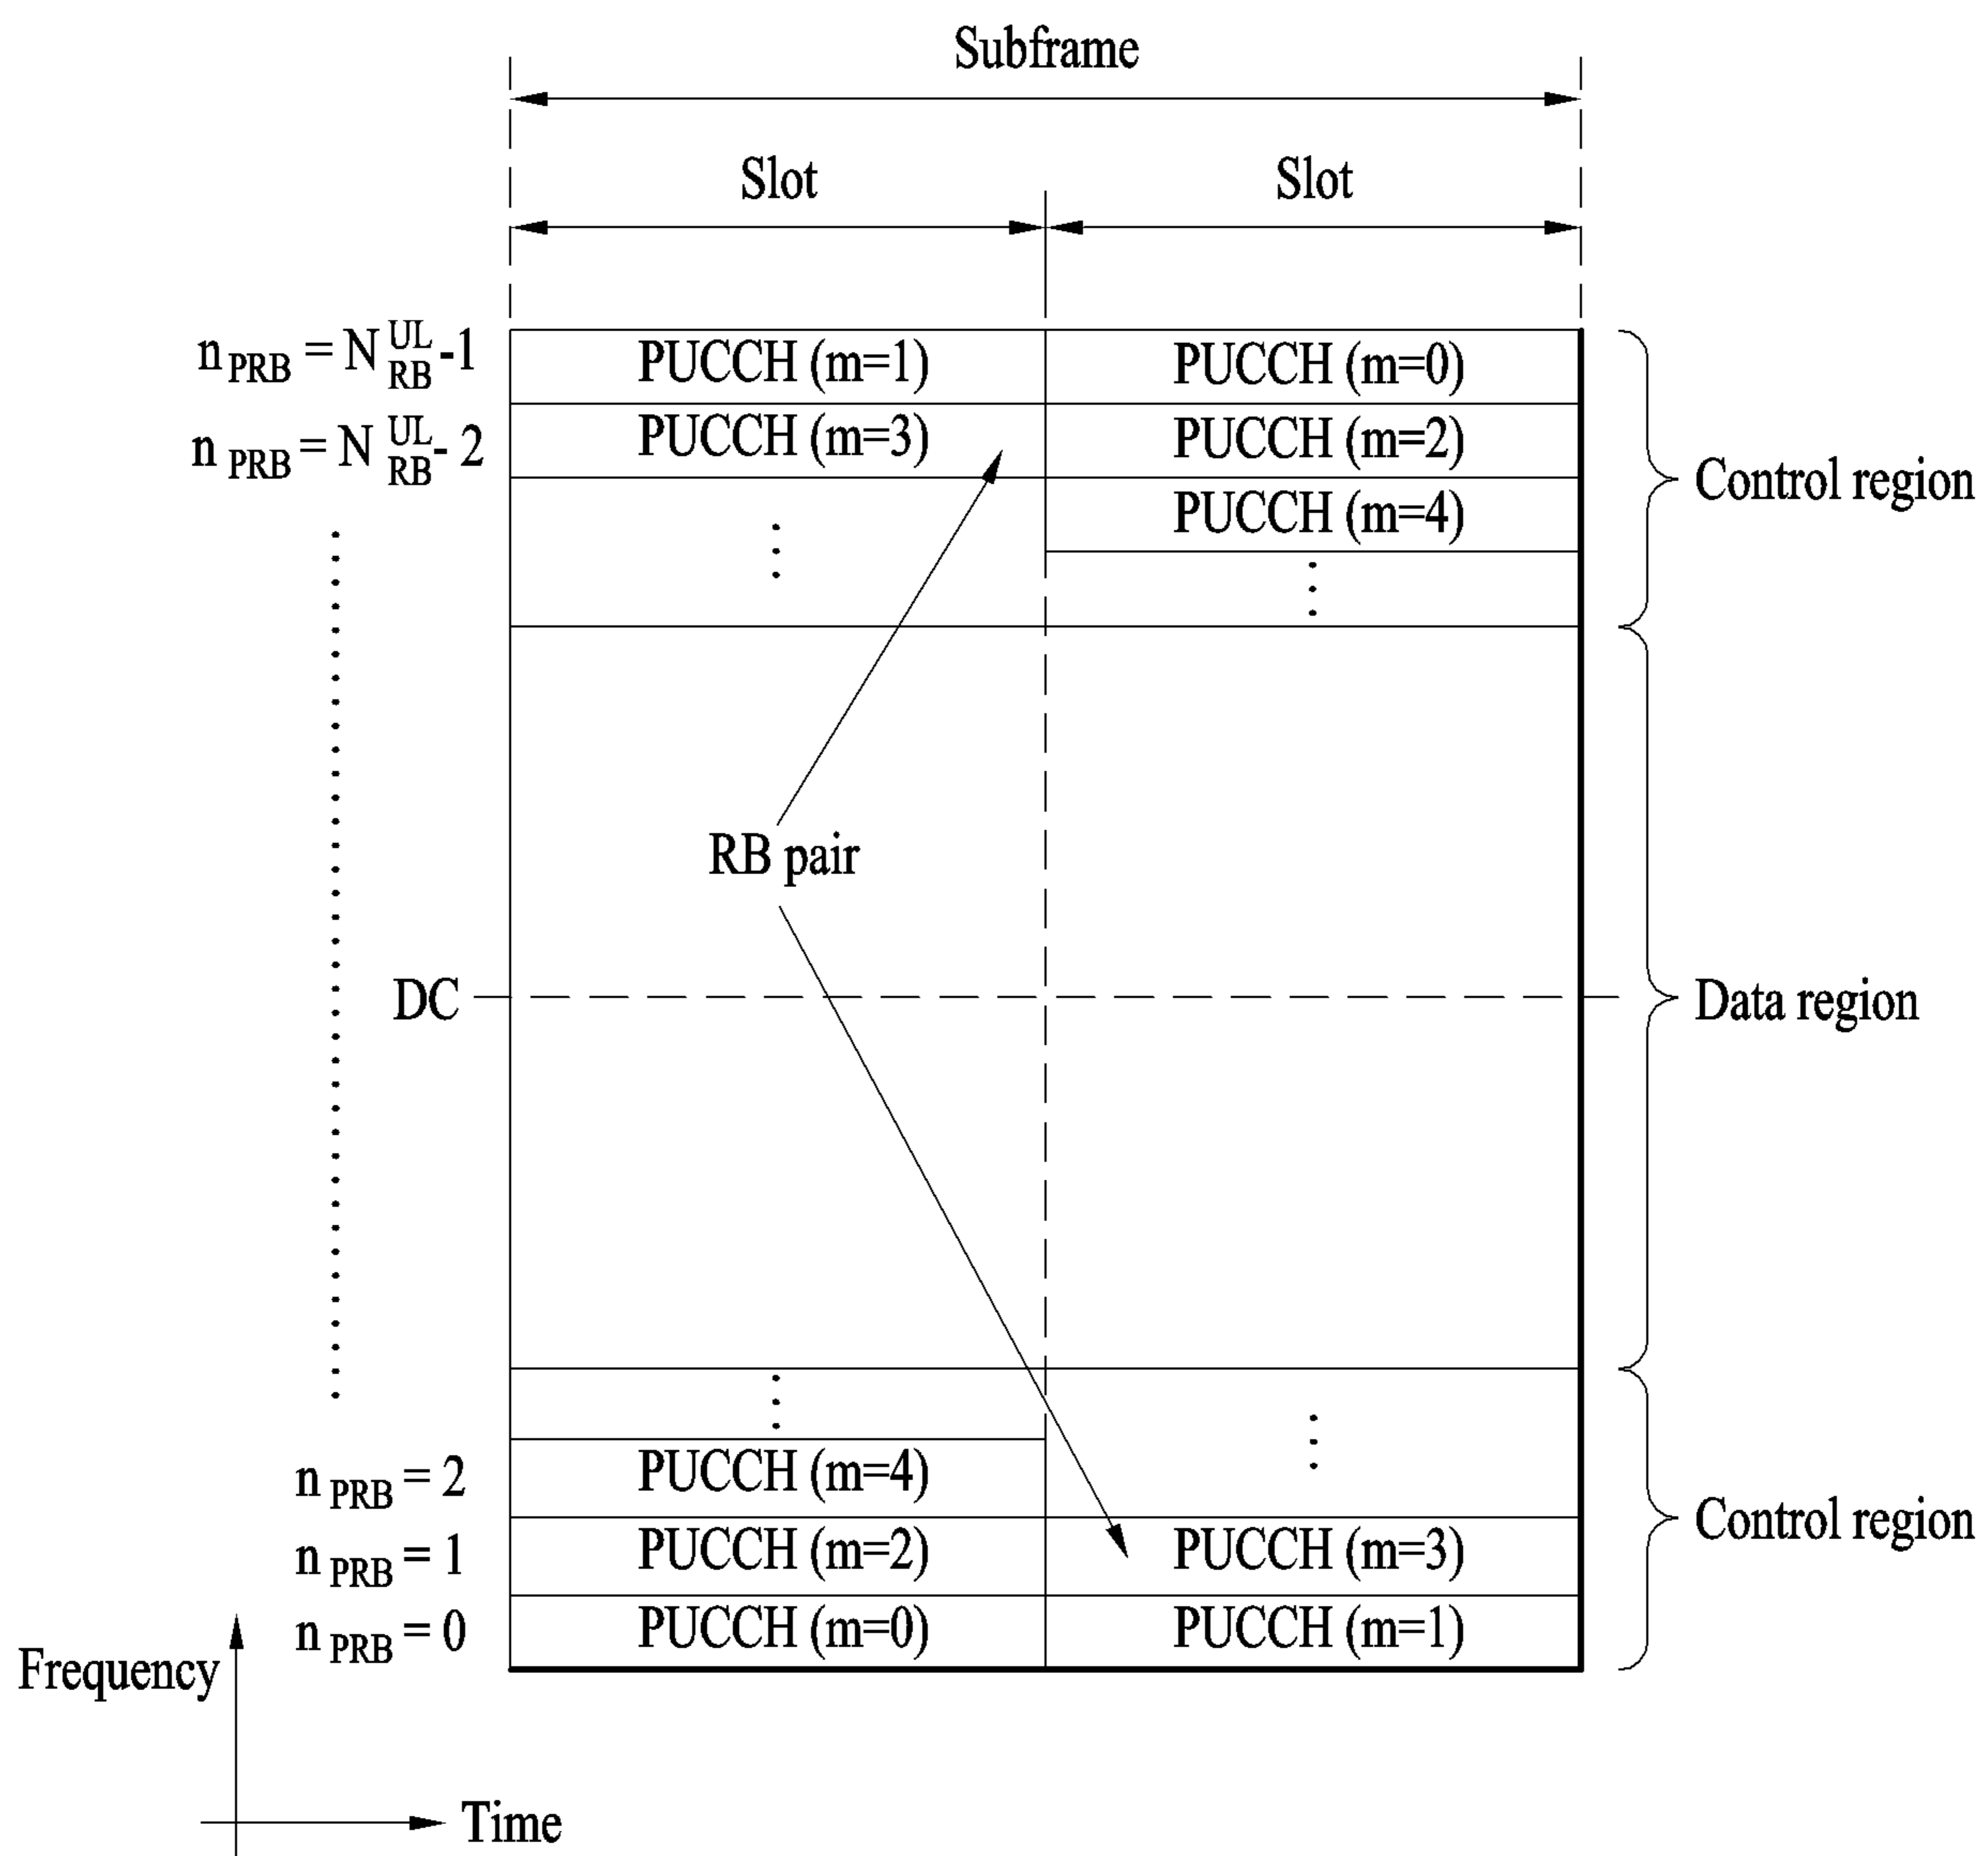 Subframe
Slot Slot
n PRB = N UL RB -1 PUCCH (m=1) PUCCH (m=0)
n PRB = N UL RB - 2 PUCCH (m=3) PUCCH (m=2)
PUCCH (m=4)
Control region
RB pair
DC
Data region
n PRB = 2 PUCCH (m=4)
Control region
n PRB = 1 PUCCH (m=2) PUCCH (m=3)
n PRB = 0 PUCCH (m=0) PUCCH (m=1)
Frequency
Time